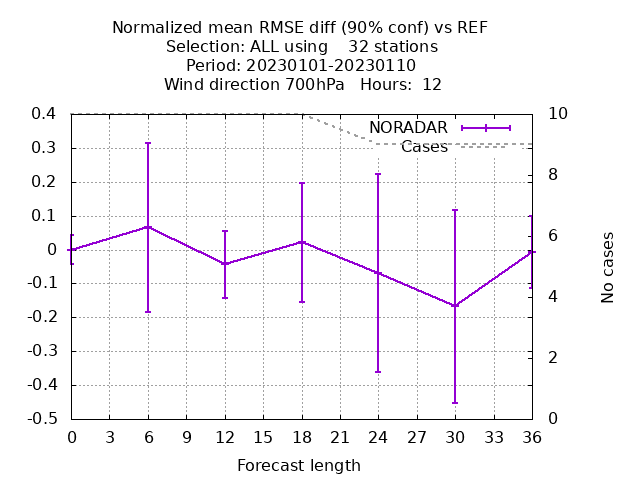 Normalized mean RMSE diff (90% conf) vs REF
Selection: ALL using    32 stations
Period: 20230101-20230110
Wind direction 700hPa   Hours:  12
NORADAR
Cases
0.4
0.3
0.2
0.1
0
-0.1
-0.2
-0.3
-0.4
-0.5
10
8
6
4
2
0
No cases
0 3 6 9 12 15 18 21 24 27 30 33 36
Forecast length